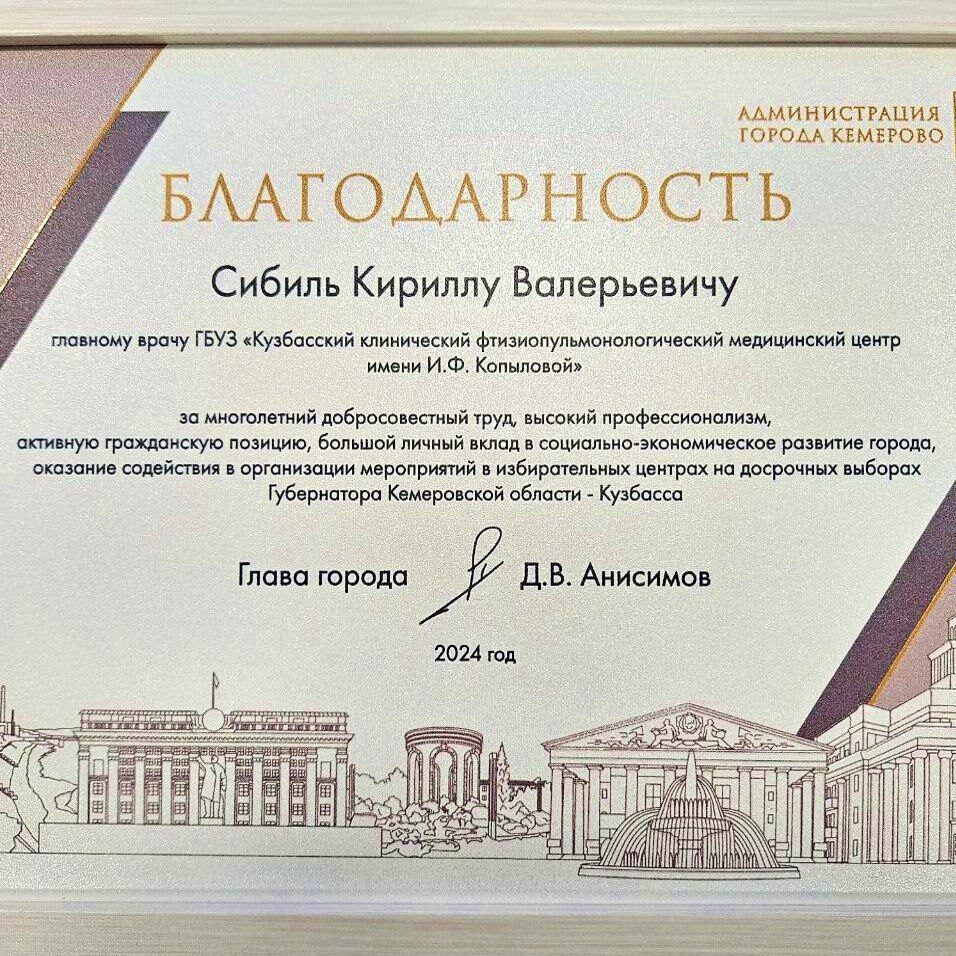 АДМИНИСТРАЦИЯ
ГОРОДА КЕМЕРОВО
БЛАГОДАРНОСТЬ
Сибиль Кириллу Валерьевичу
главному врачу ГБУЗ «Кузбасский клинический фтизиопульмонологический медицинский центр
имени И.Ф. Копыловой»
за многолетний добросовестный труд, высокий профессионализм,
активную гражданскую позицию, большой личный вклад в социально-экономическое развитие города,
оказание содействия в организации мероприятий в избирательных центрах на досрочных выборах
Губернатора Кемеровской области - Кузбасса
Глава города Д.В. Анисимов
2024 год